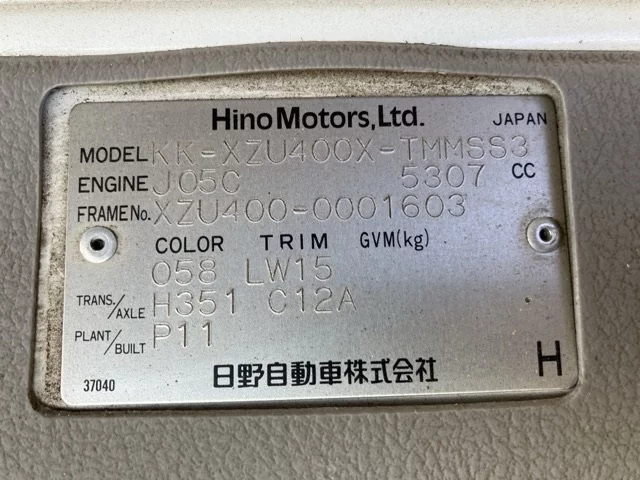 Hino Motors, Ltd. JAPAN
MODEL KK-XZU400X-TMMSS3
ENGINE J05C 5307 CC
FRAME No. XZU400-0001603
COLOR TRIM GVM(kg)
058 LW15
TRANS./AXLE H351 C12A
PLANT/BUILT P11
37040 日野自動車株式会社 H